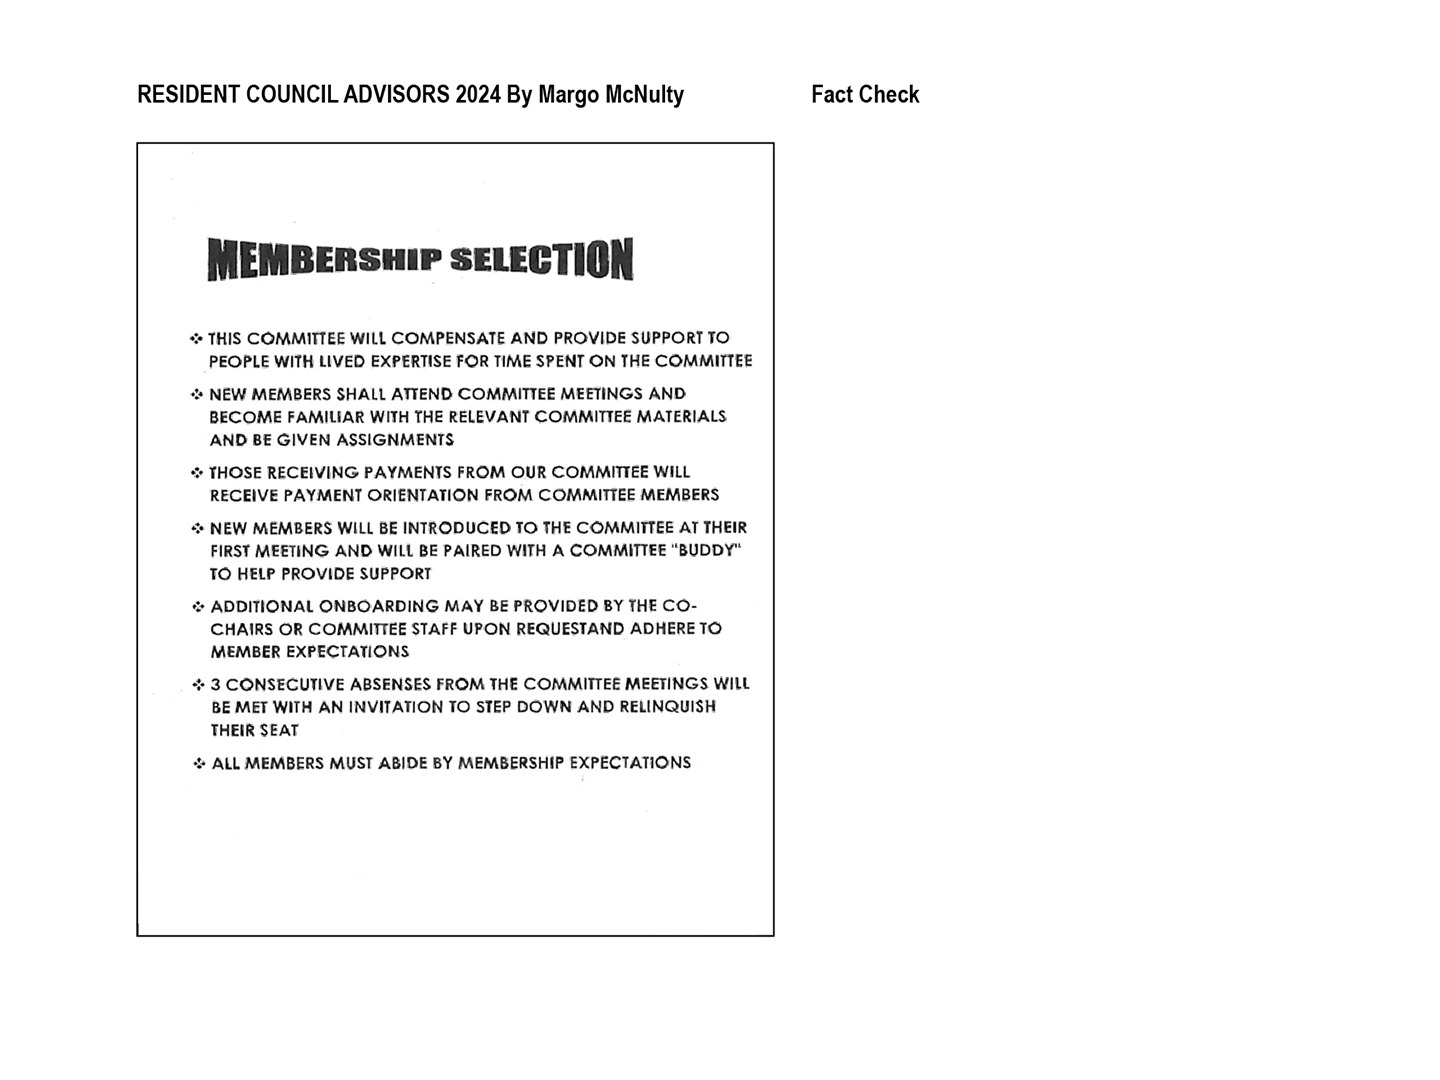 RESIDENT COUNCIL ADVISORS 2024 By Margo McNulty
Fact Check
MEMBERSHIP SELECTION
❖ THIS COMMITTEE WILL COMPENSATE AND PROVIDE SUPPORT TO
PEOPLE WITH LIVED EXPERTISE FOR TIME SPENT ON THE COMMITTEE
❖ NEW MEMBERS SHALL ATTEND COMMITTEE MEETINGS AND
BECOME FAMILIAR WITH THE RELEVANT COMMITTEE MATERIALS
AND BE GIVEN ASSIGNMENTS
❖ THOSE RECEIVING PAYMENTS FROM OUR COMMITTEE WILL
RECEIVE PAYMENT ORIENTATION FROM COMMITTEE MEMBERS
❖ NEW MEMBERS WILL BE INTRODUCED TO THE COMMITTEE AT THEIR
FIRST MEETING AND WILL BE PAIRED WITH A COMMITTEE "BUDDY"
TO HELP PROVIDE SUPPORT
❖ ADDITIONAL ONBOARDING MAY BE PROVIDED BY THE CO-
CHAIRS OR COMMITTEE STAFF UPON REQUESTAND ADHERE TO
MEMBER EXPECTATIONS
❖ 3 CONSECUTIVE ABSENSES FROM THE COMMITTEE MEETINGS WILL
BE MET WITH AN INVITATION TO STEP DOWN AND RELINQUISH
THEIR SEAT
❖ ALL MEMBERS MUST ABIDE BY MEMBERSHIP EXPECTATIONS